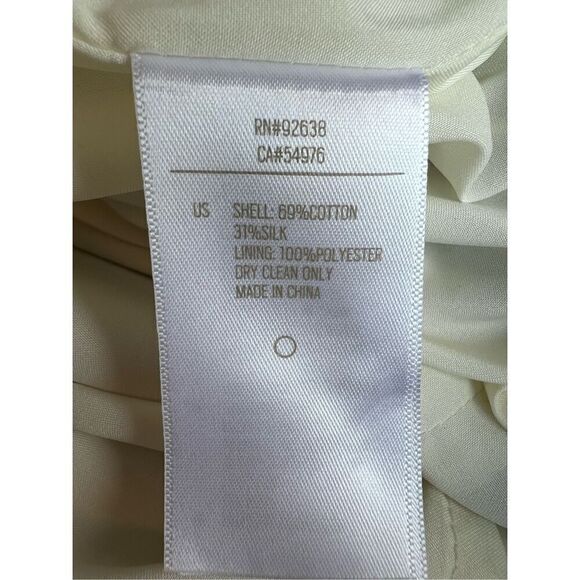 RN#92638
CA#54976
US SHELL: 69%COTTON
31%SILK
LINING: 100%POLYESTER
DRY CLEAN ONLY
MADE IN CHINA